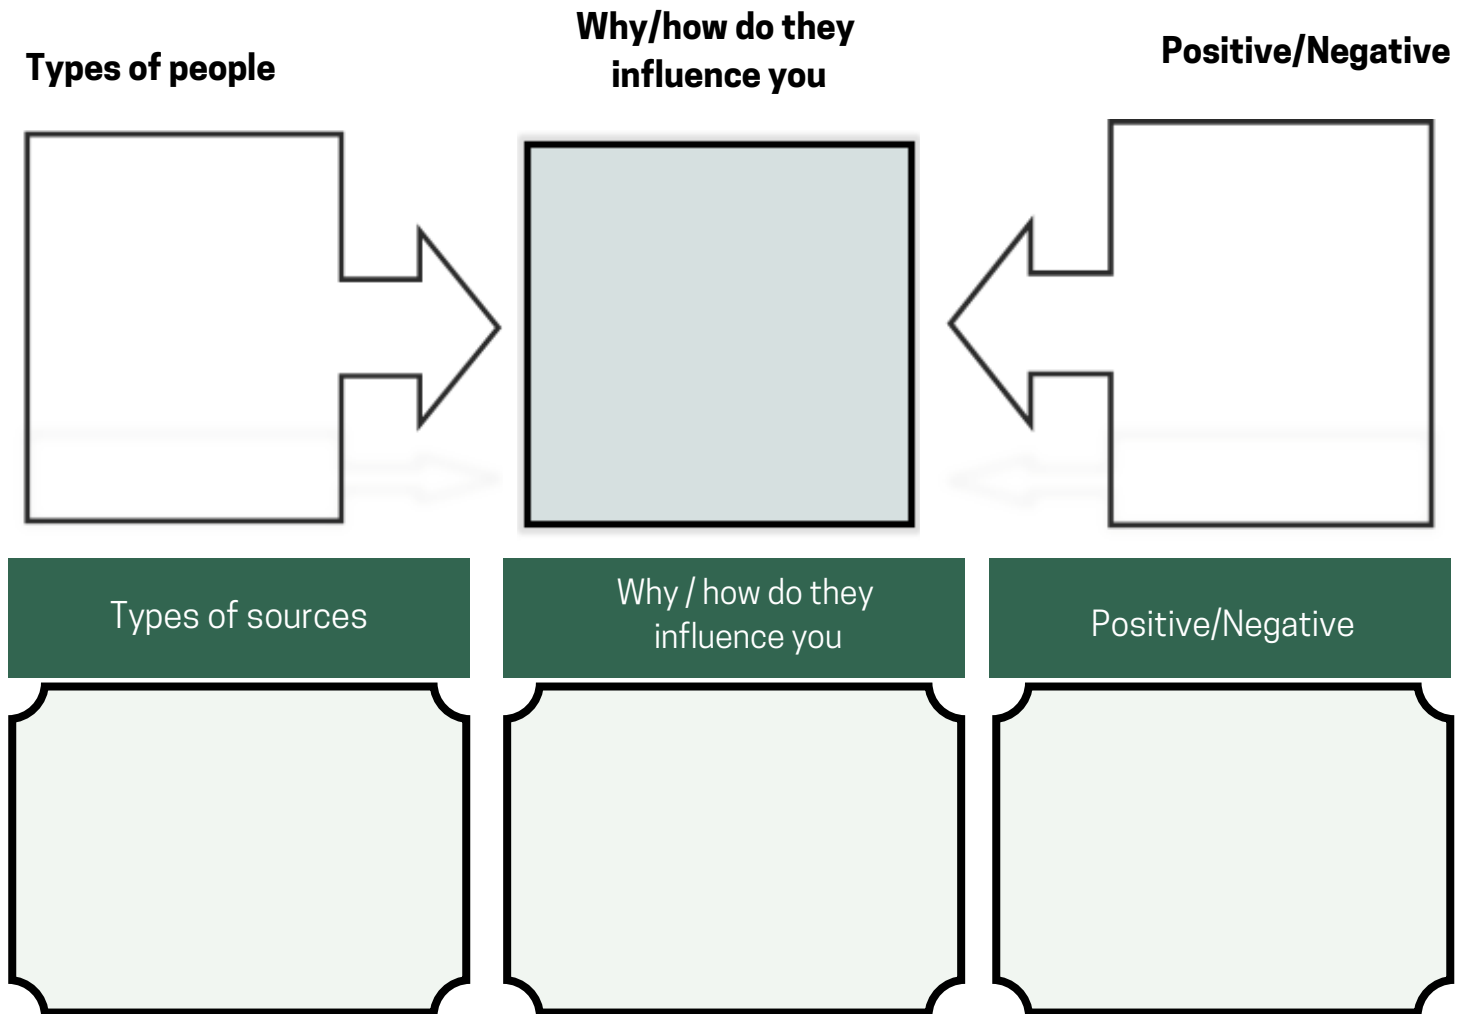 Types of people
Why/how do they
influence you
Positive/Negative
Types of sources
Why / how do they
influence you
Positive/Negative